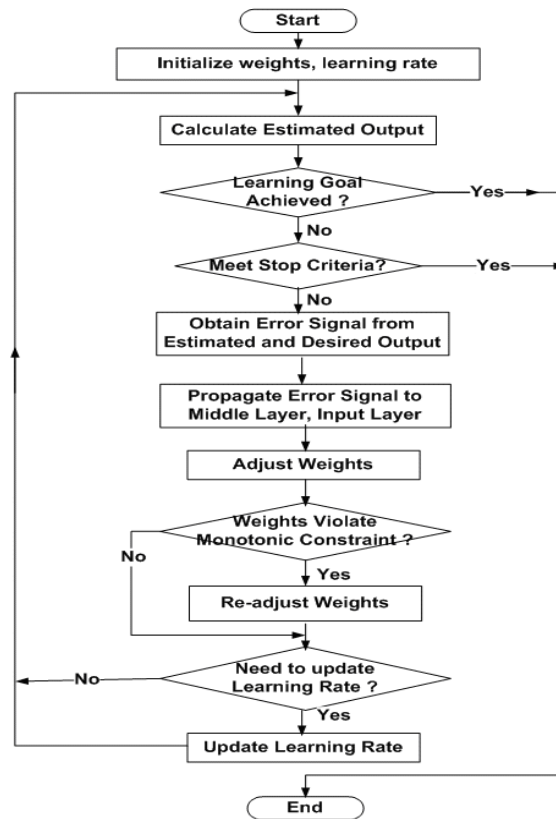 Start
Initialize weights, learning rate
Calculate Estimated Output
Learning Goal
Achieved ?
Yes
No
Meet Stop Criteria?
Yes
No
Obtain Error Signal from
Estimated and Desired Output
Propagate Error Signal to
Middle Layer, Input Layer
Adjust Weights
Weights Violate
Monotonic Constraint ?
No
Yes
Re-adjust Weights
Need to update
Learning Rate ?
No
Yes
Update Learning Rate
End